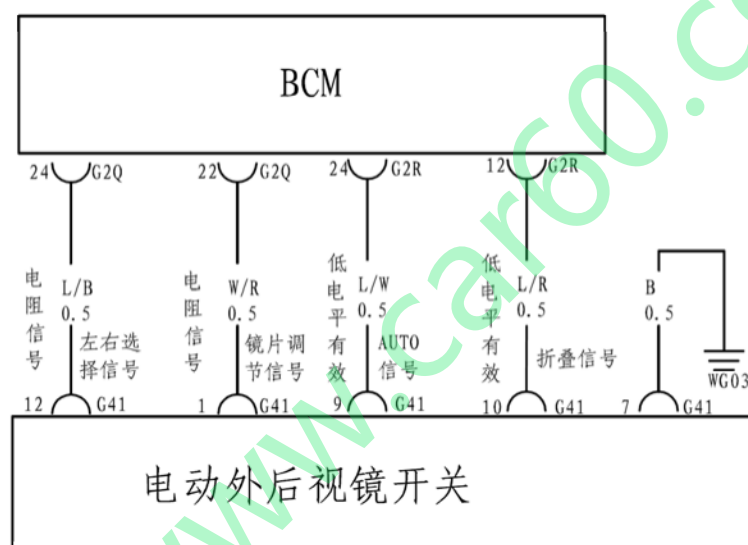 BCM
24 G2Q
22 G2Q
24 G2R
12 G2R
电阻信号
L/B
0.5
左右选
择信号
电阻信号
W/R
0.5
镜片调
节信号
低电平有效
L/W
0.5
AUTO
信号
低电平有效
L/R
0.5
折叠信号
B
0.5
WG03
12 G41
1 G41
9 G41
10 G41
7 G41
电动外后视镜开关
www.car60.c